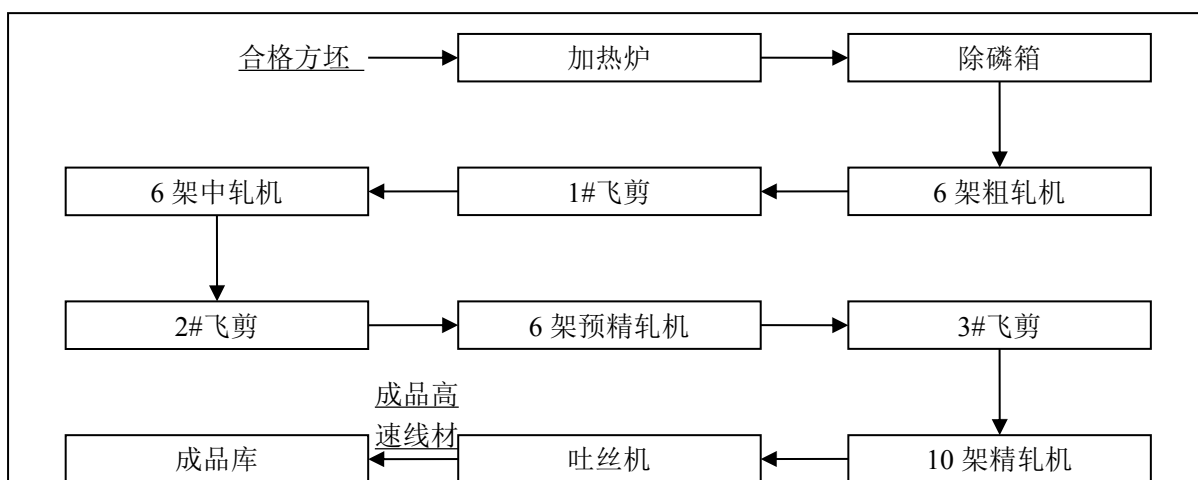 合格方坯
加热炉
除磷箱
6 架粗轧机
1#飞剪
6 架中轧机
2#飞剪
6 架预精轧机
3#飞剪
10 架精轧机
吐丝机
成品高
速线材
成品库